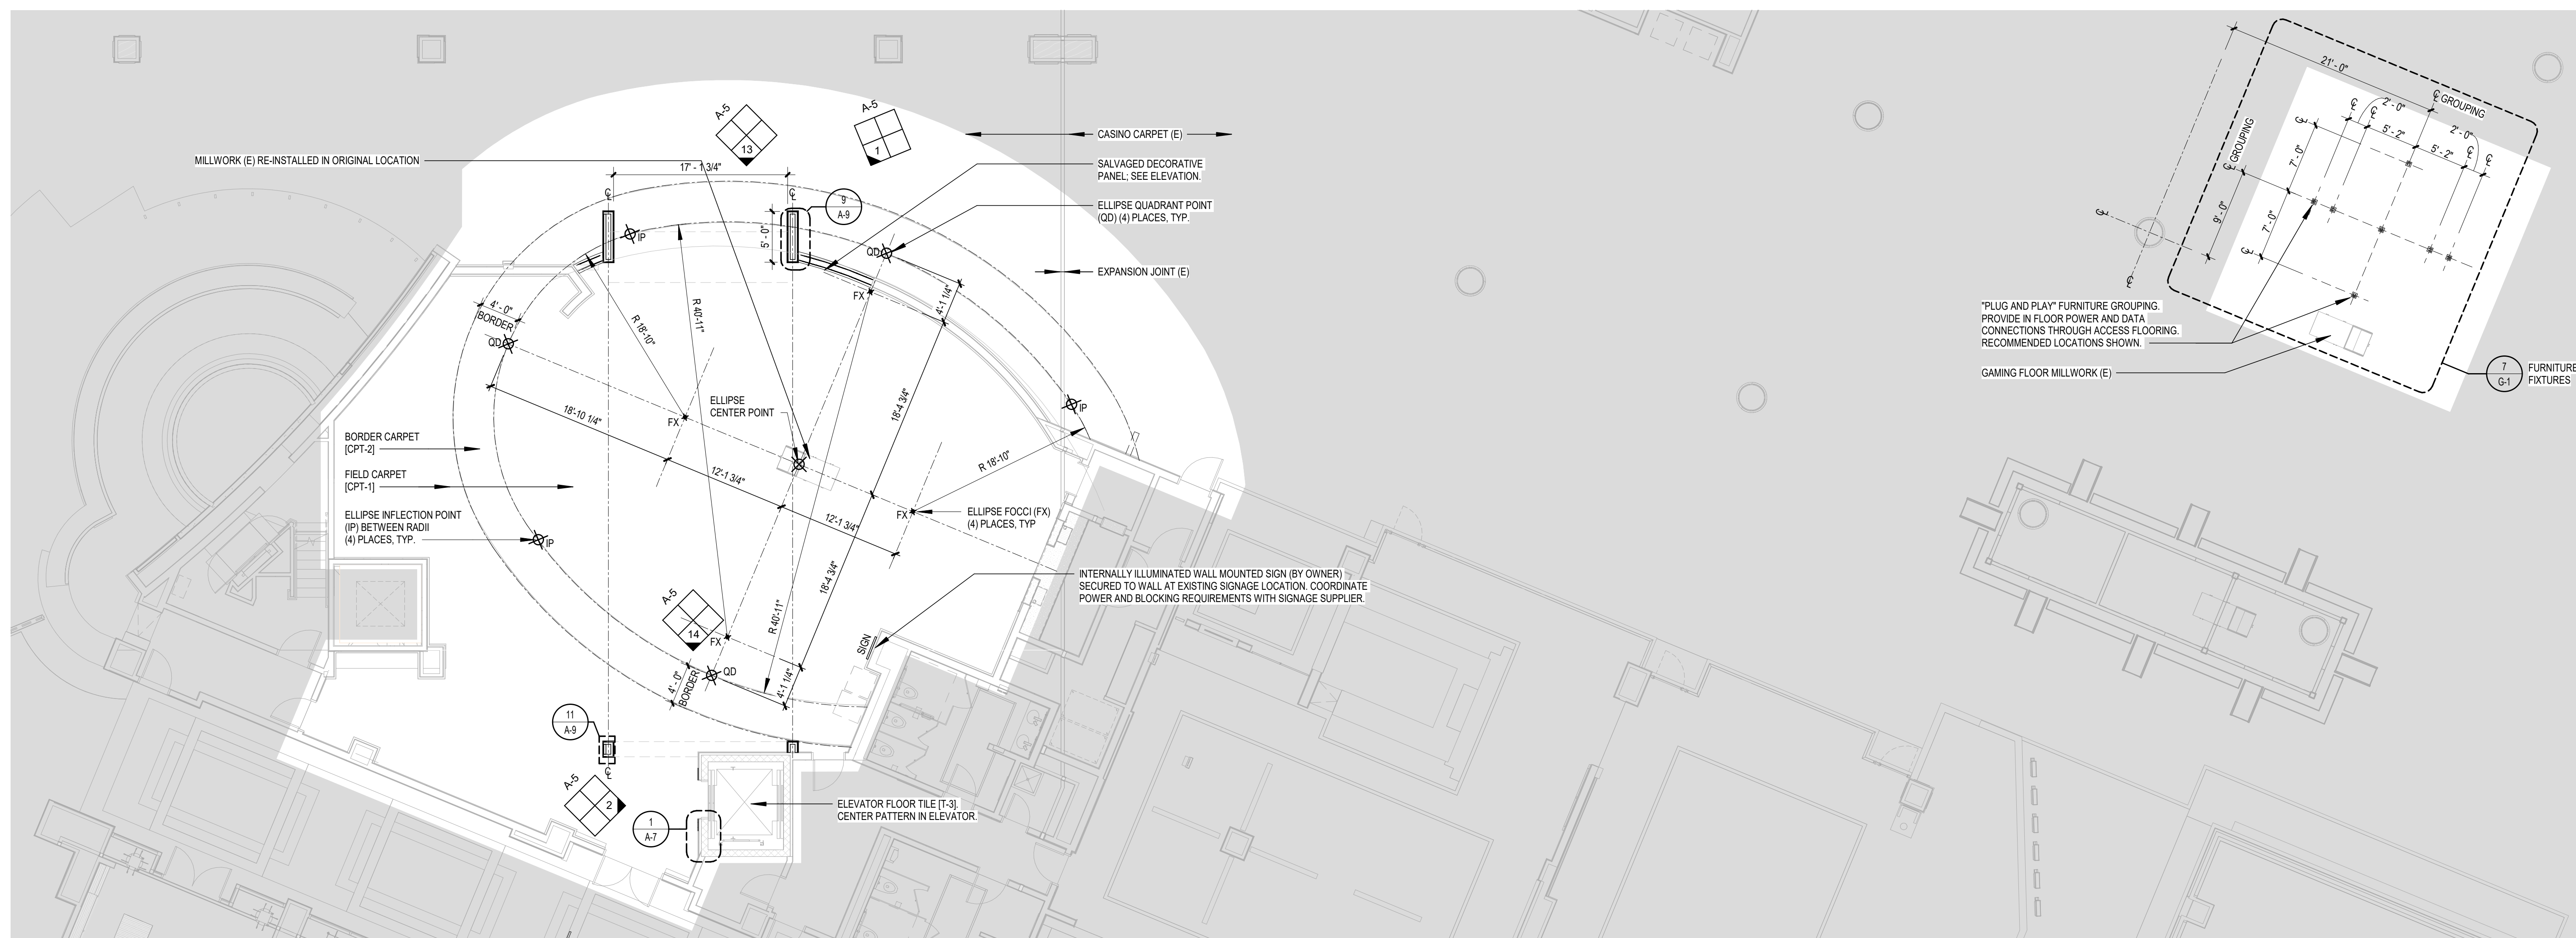 A-5
13
A-5
1
CASINO CARPET (E)
MILLWORK (E) RE-INSTALLED IN ORIGINAL LOCATION
17' - 1 3/4"
SALVAGED DECORATIVE
PANEL; SEE ELEVATION.
℄
℄
9
A-9
ELLIPSE QUADRANT POINT
(QD) (4) PLACES, TYP.
IP
5' - 0"
QD
EXPANSION JOINT (E)
FX
4'-1 1/4"
4' - 0"
BORDER
R 40'-11"
R 18'-10"
QD
18'-4 3/4"
ELLIPSE
CENTER POINT
IP
18'-10 1/4"
FX
BORDER CARPET
[CPT-2]
12'-1 3/4"
R 18'-10"
FIELD CARPET
[CPT-1]
ELLIPSE INFLECTION POINT
(IP) BETWEEN RADII
(4) PLACES, TYP.
FX
ELLIPSE FOCCI (FX)
(4) PLACES, TYP
12'-1 3/4"
IP
18'-4 3/4"
INTERNALLY ILLUMINATED WALL MOUNTED SIGN (BY OWNER)
SECURED TO WALL AT EXISTING SIGNAGE LOCATION. COORDINATE
POWER AND BLOCKING REQUIREMENTS WITH SIGNAGE SUPPLIER.
A-5
14
FX
R 40'-11"
SIGN
QD
4' - 0"
BORDER
4'-1 1/4"
11
A-9
℄
A-5
2
1
A-7
ELEVATOR FLOOR TILE [T-3].
CENTER PATTERN IN ELEVATOR.
21' - 0"
℄ GROUPING
℄
℄
2' - 0"
5' - 2"
2' - 0"
℄
℄
5' - 2"
℄
7' - 0"
℄ GROUPING
9' - 0"
7' - 0"
℄
℄
℄
"PLUG AND PLAY" FURNITURE GROUPING.
PROVIDE IN FLOOR POWER AND DATA
CONNECTIONS THROUGH ACCESS FLOORING.
RECOMMENDED LOCATIONS SHOWN.
GAMING FLOOR MILLWORK (E)
7
G-1
FURNITURE
FIXTURES